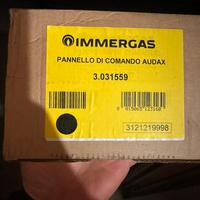 IMMERGAS
PANNELLO DI COMANDO AUDAX
3.031559
3121219998